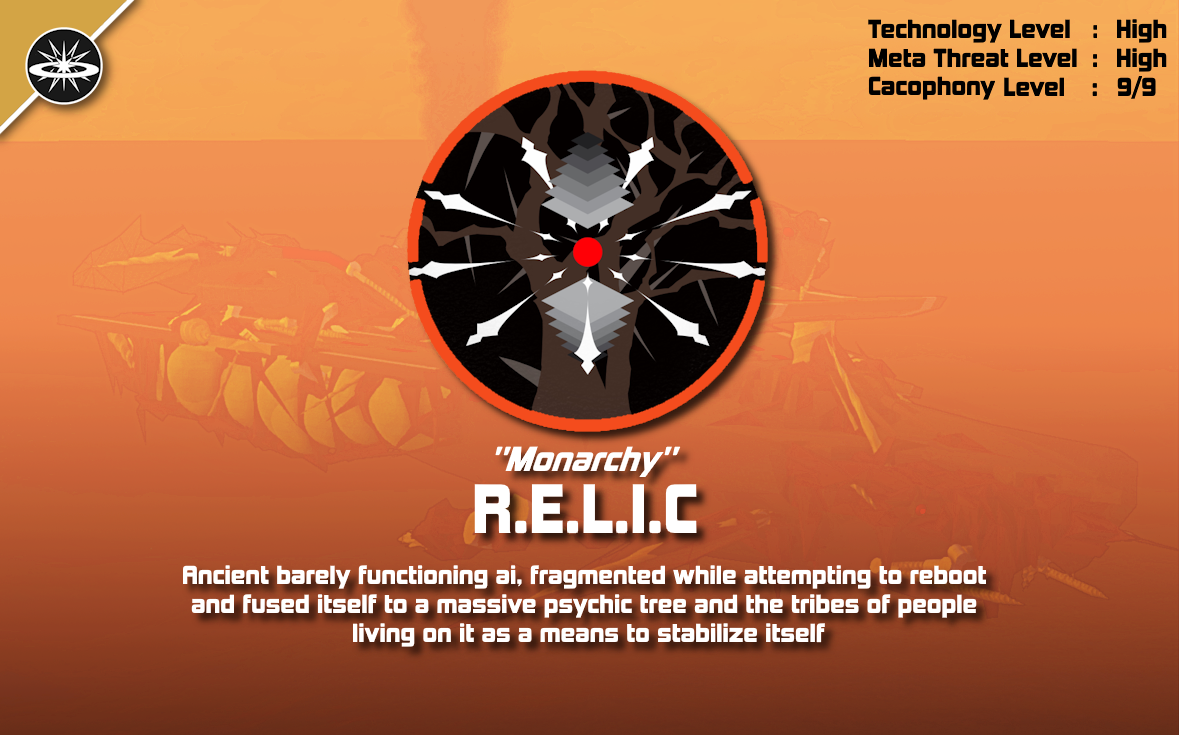 Technology Level : High
Meta Threat Level : High
Cacophony Level : 9/9
"Monarchy"
R.E.L.I.C
Ancient barely functioning ai, fragmented while attempting to reboot
and fused itself to a massive psychic tree and the tribes of people
living on it as a means to stabilize itself